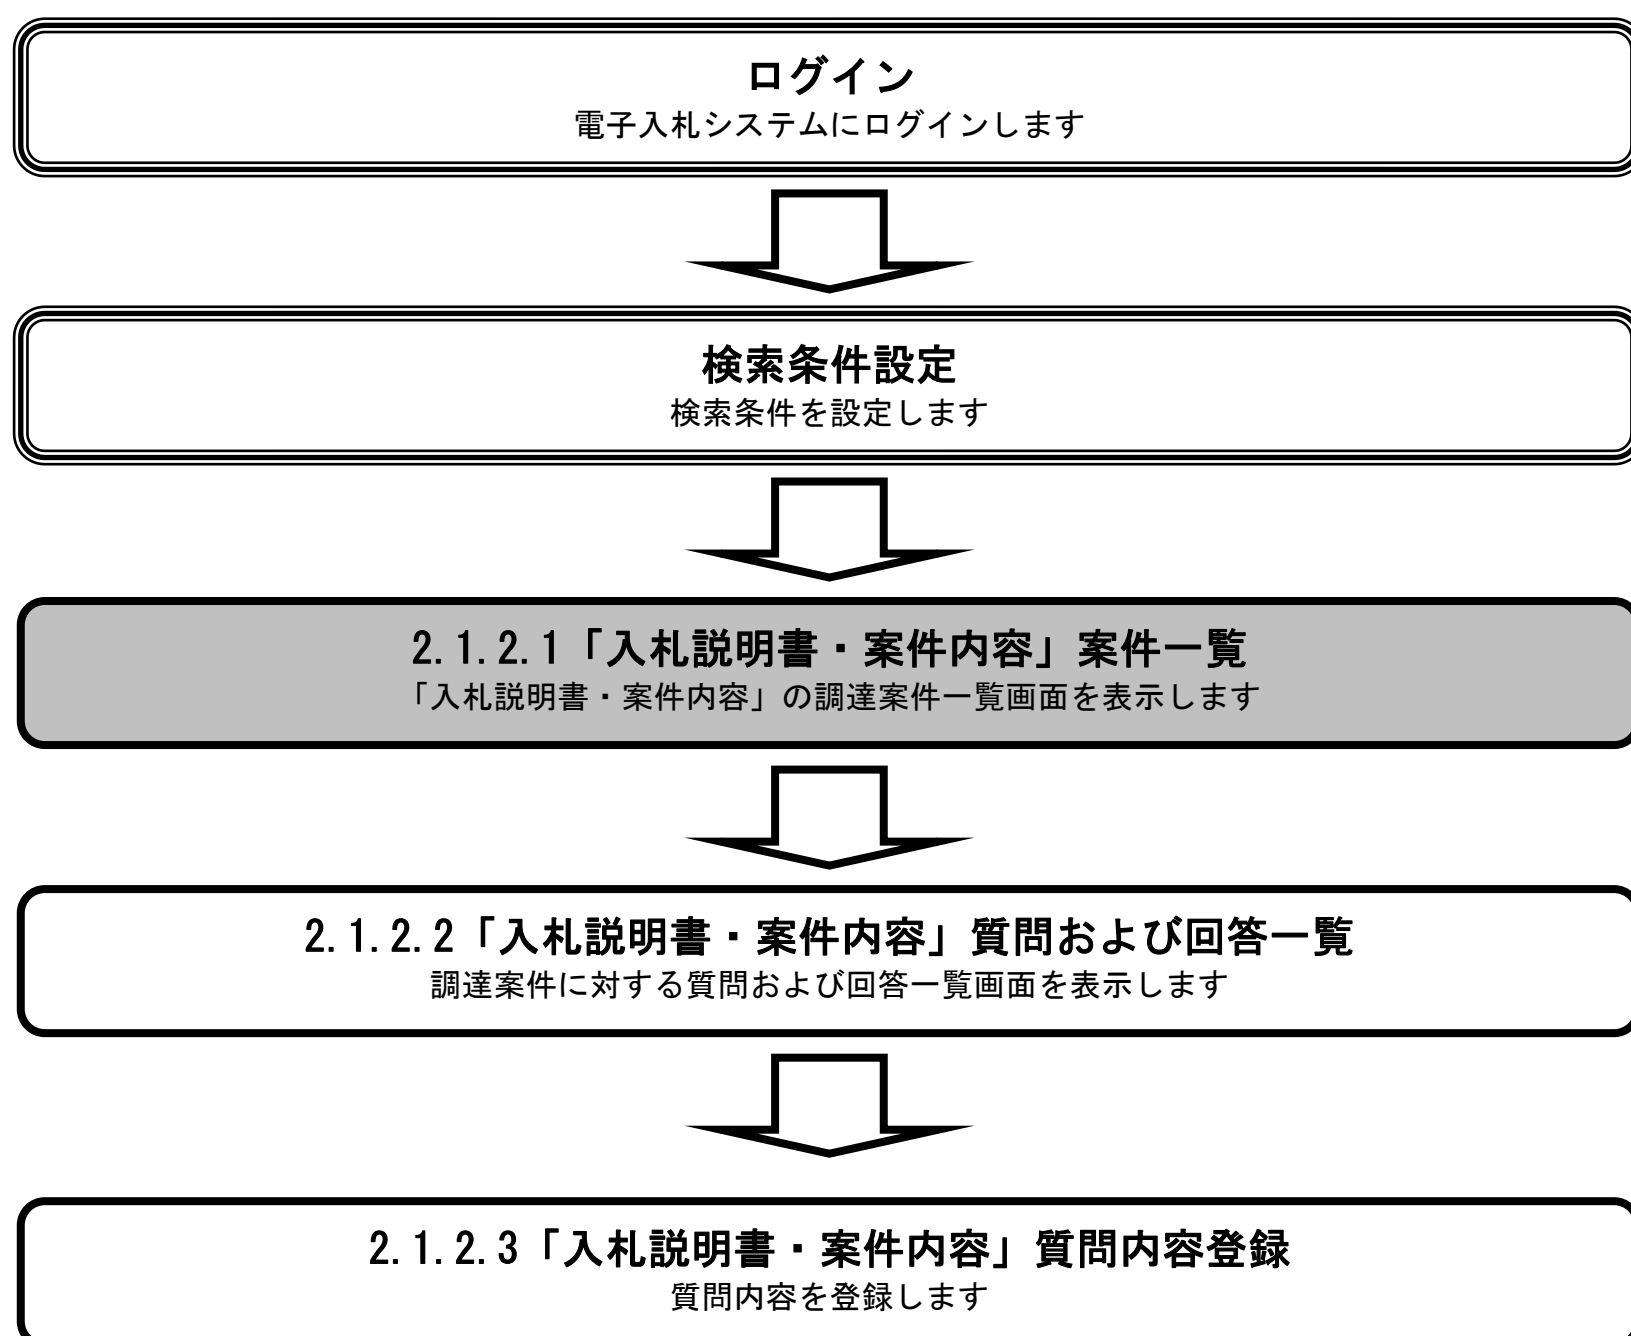 ログイン
電子入札システムにログインします
検索条件設定
検索条件を設定します
2.1.2.1「入札説明書・案件内容」案件一覧
「入札説明書・案件内容」の調達案件一覧画面を表示します
2.1.2.2「入札説明書・案件内容」質問および回答一覧
調達案件に対する質問および回答一覧画面を表示します
2.1.2.3「入札説明書・案件内容」質問内容登録
質問内容を登録します